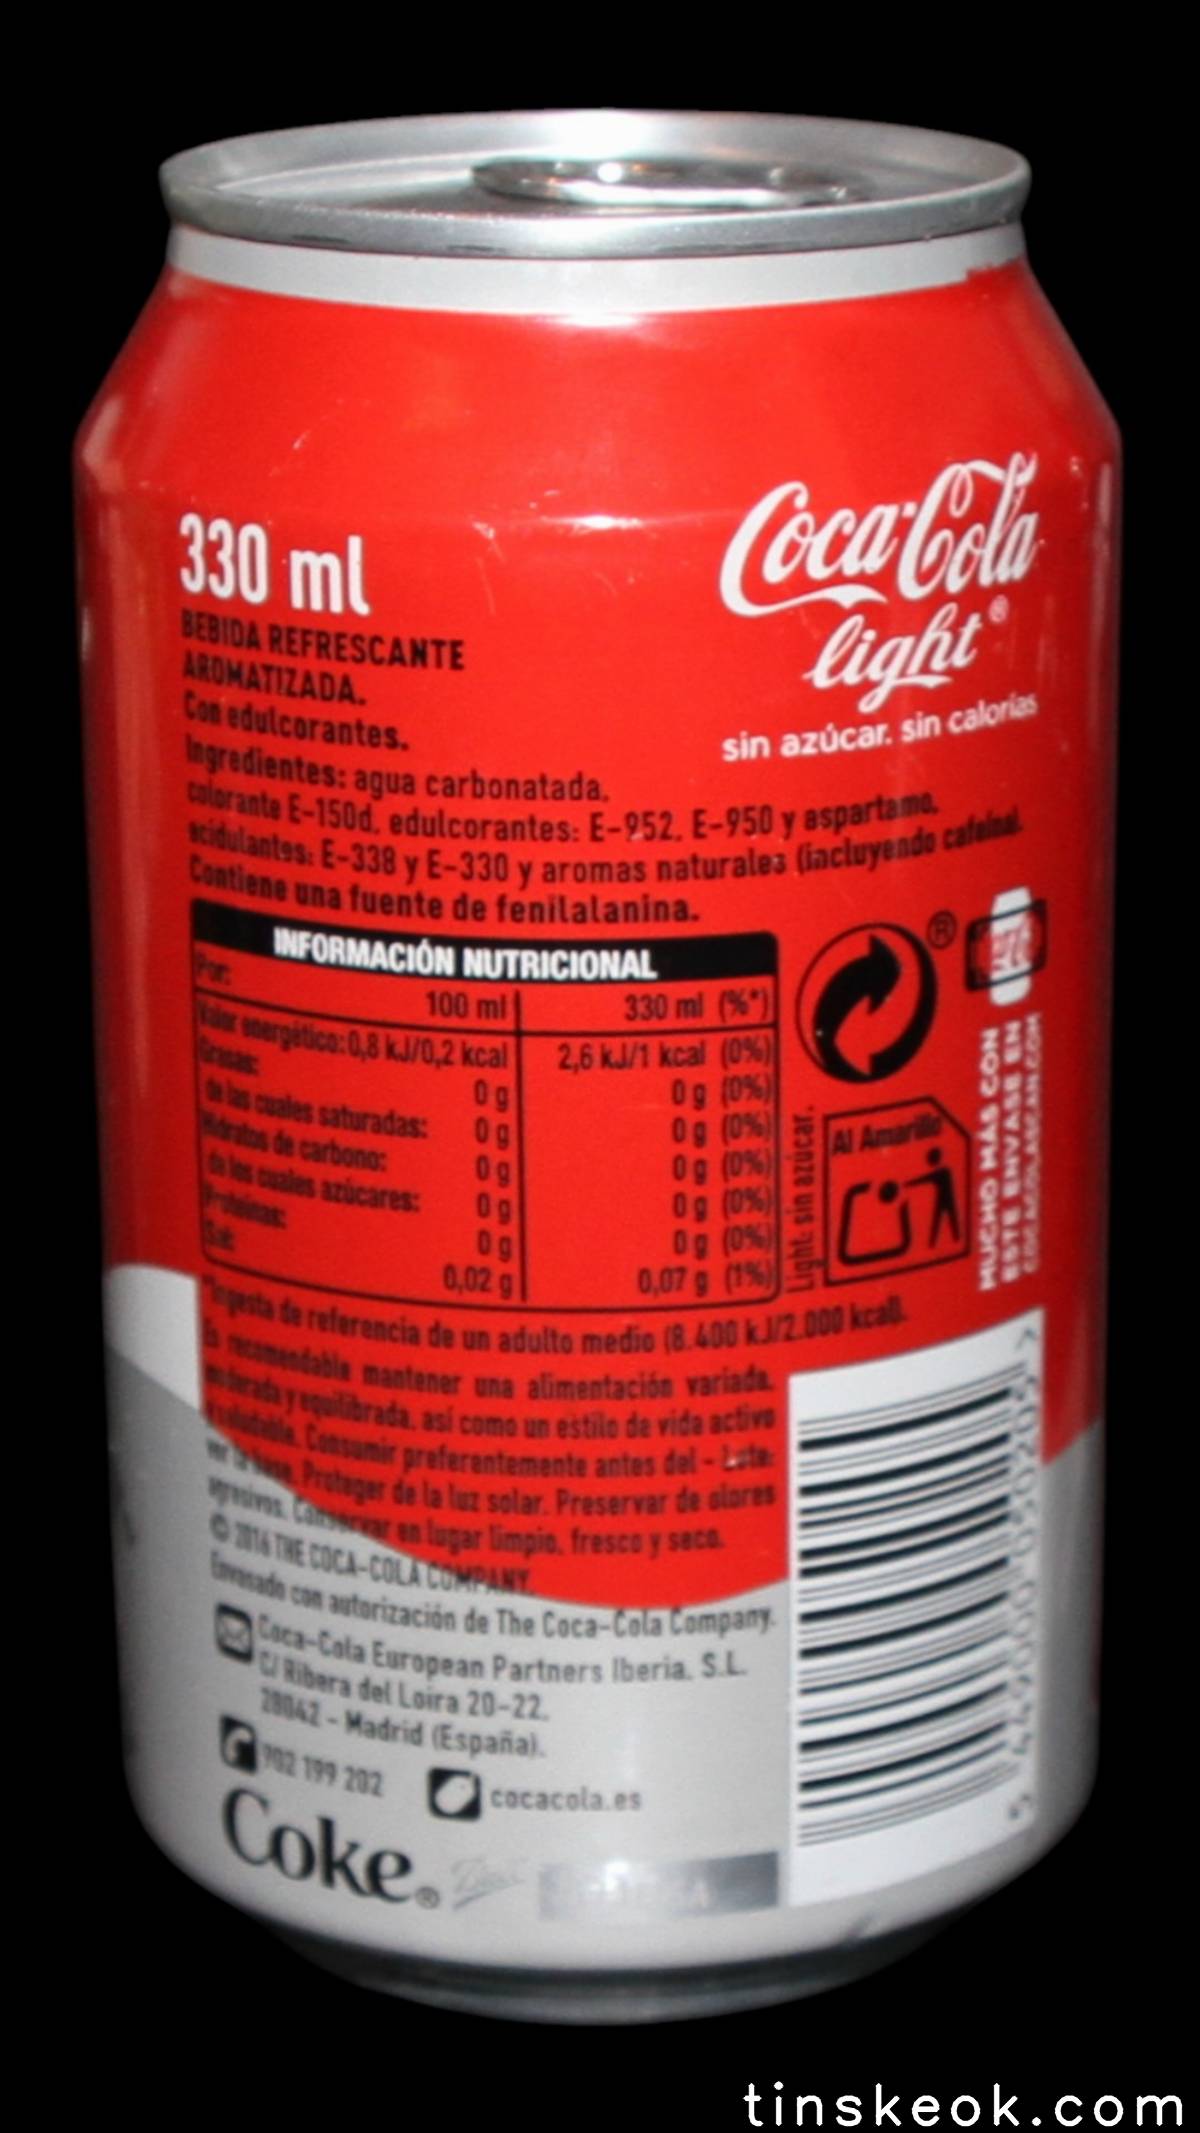 330 ml
BEBIDA REFRESCANTE
AROMATIZADA.
Con edulcorantes.
Ingredientes: agua carbonatada,
colorante E-150d, edulcorantes: E-952, E-950 y aspartamo,
acidulantes: E-338 y E-330 y aromas naturales (incluyendo cafeína).
Contiene una fuente de fenilalanina.
Coca-Cola
light®
sin azúcar. sin calorías
INFORMACIÓN NUTRICIONAL
Por: 100 ml 330 ml (%*)
Valor energético: 0,8 kJ/0,2 kcal 2,6 kJ/1 kcal (0%)
Grasas: 0 g 0 g (0%)
de las cuales saturadas: 0 g 0 g (0%)
Hidratos de carbono: 0 g 0 g (0%)
de los cuales azúcares: 0 g 0 g (0%)
Proteínas: 0 g 0 g (0%)
Sal: 0,02 g 0,07 g (1%)
Light: sin azúcar.
®
Al Amarillo
MUCHO MÁS CON
ESTE ENVASE EN
COCACOLASCAN.COM
*Ingesta de referencia de un adulto medio (8.400 kJ/2.000 kcal).
Es recomendable mantener una alimentación variada,
moderada y equilibrada, así como un estilo de vida activo
y saludable. Consumir preferentemente antes del - Lote:
ver la base. Proteger de la luz solar. Preservar de olores
agresivos. Conservar en lugar limpio, fresco y seco.
© 2016 THE COCA-COLA COMPANY.
Envasado con autorización de The Coca-Cola Company.
Coca-Cola European Partners Iberia, S.L.
C/ Ribera del Loira 20-22.
28042 - Madrid (España).
902 199 202 cocacola.es
Coke®
tinskeok.com